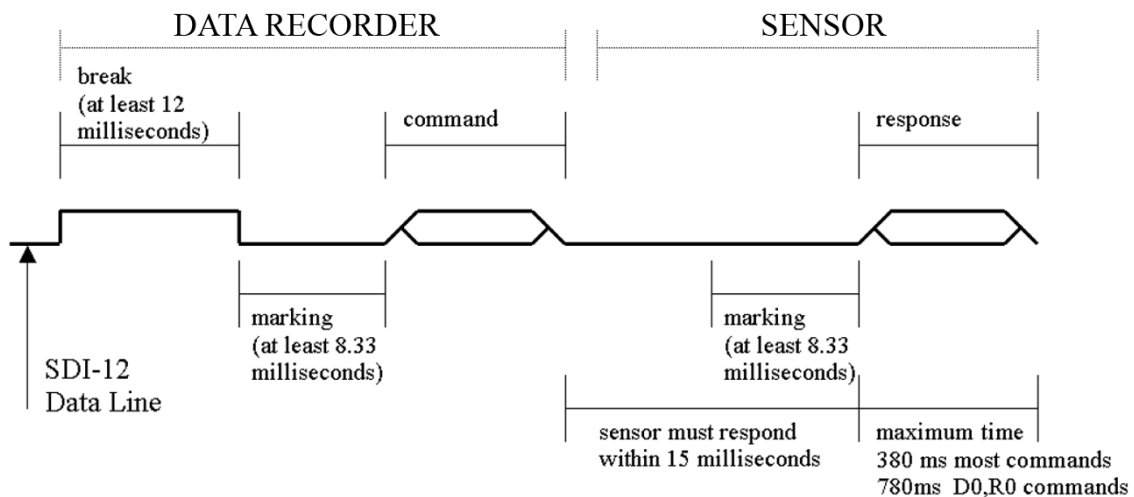 DATA RECORDER
SENSOR
break
(at least 12
milliseconds)
command
response
marking
(at least 8.33
milliseconds)
marking
(at least 8.33
milliseconds)
SDI-12
Data Line
sensor must respond
within 15 milliseconds
maximum time
380 ms most commands
780ms D0,R0 commands